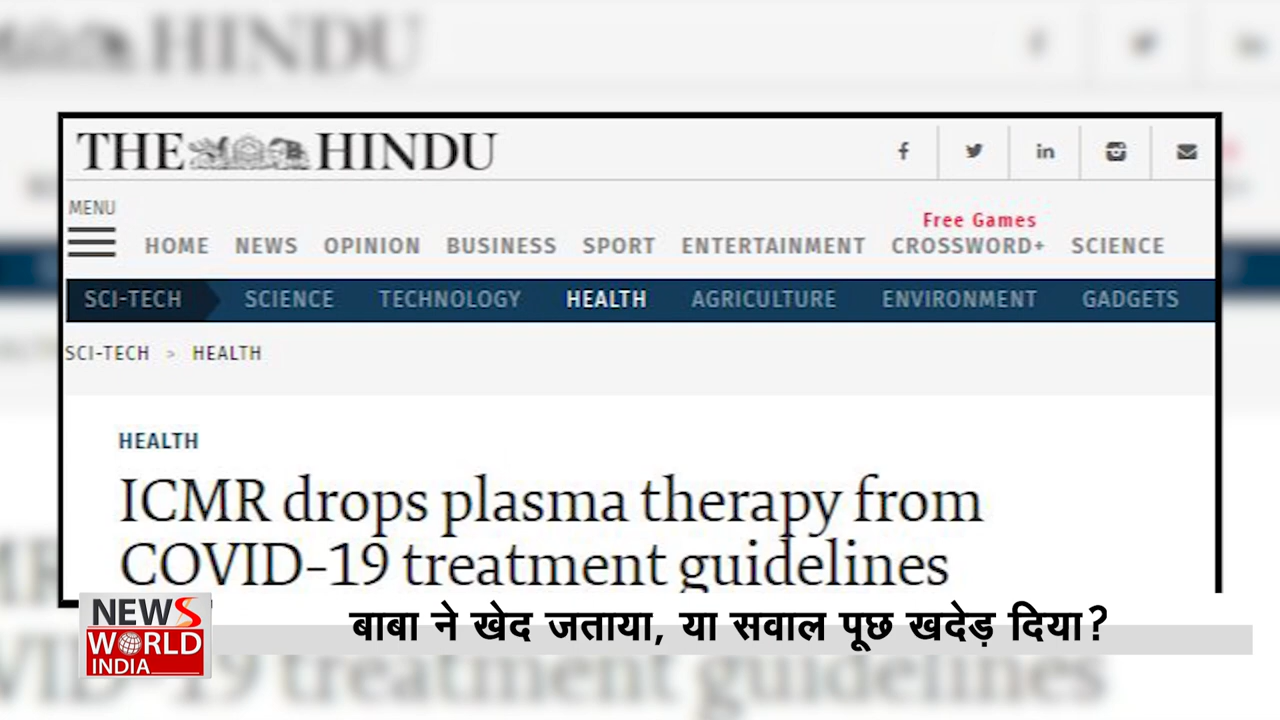 THE HINDU
MENU
Free Games
HOME NEWS OPINION BUSINESS SPORT ENTERTAINMENT CROSSWORD+ SCIENCE
SCI-TECH SCIENCE TECHNOLOGY HEALTH AGRICULTURE ENVIRONMENT GADGETS
SCI-TECH > HEALTH
HEALTH
ICMR drops plasma therapy from
COVID-19 treatment guidelines
NEWS
WORLD
INDIA
बाबा ने खेद जताया, या सवाल पूछ खदेड़ दिया?